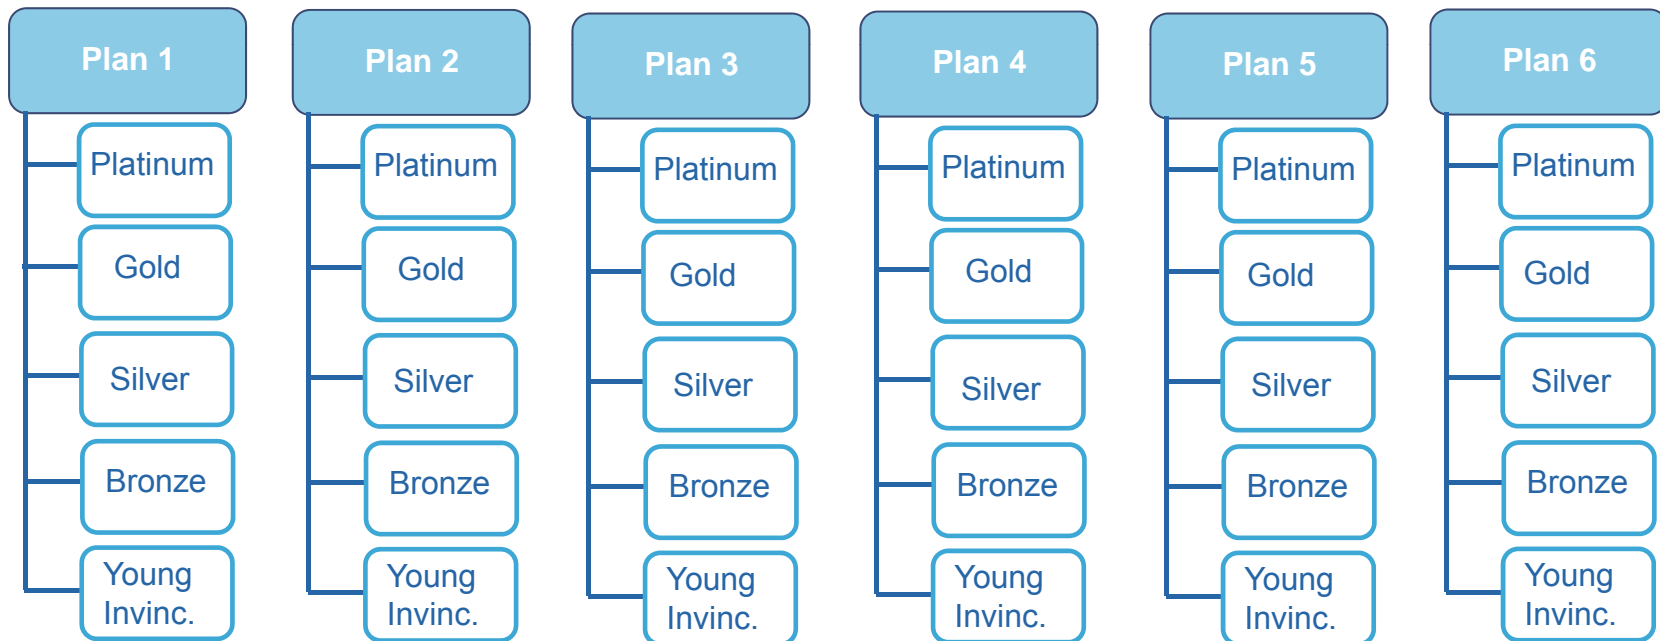 Plan 1
Platinum
Gold
Silver
Bronze
Young
Invinc.
Plan 2
Platinum
Gold
Silver
Bronze
Young
Invinc.
Plan 3
Platinum
Gold
Silver
Bronze
Young
Invinc.
Plan 4
Platinum
Gold
Silver
Bronze
Young
Invinc.
Plan 5
Platinum
Gold
Silver
Bronze
Young
Invinc.
Plan 6
Platinum
Gold
Silver
Bronze
Young
Invinc.